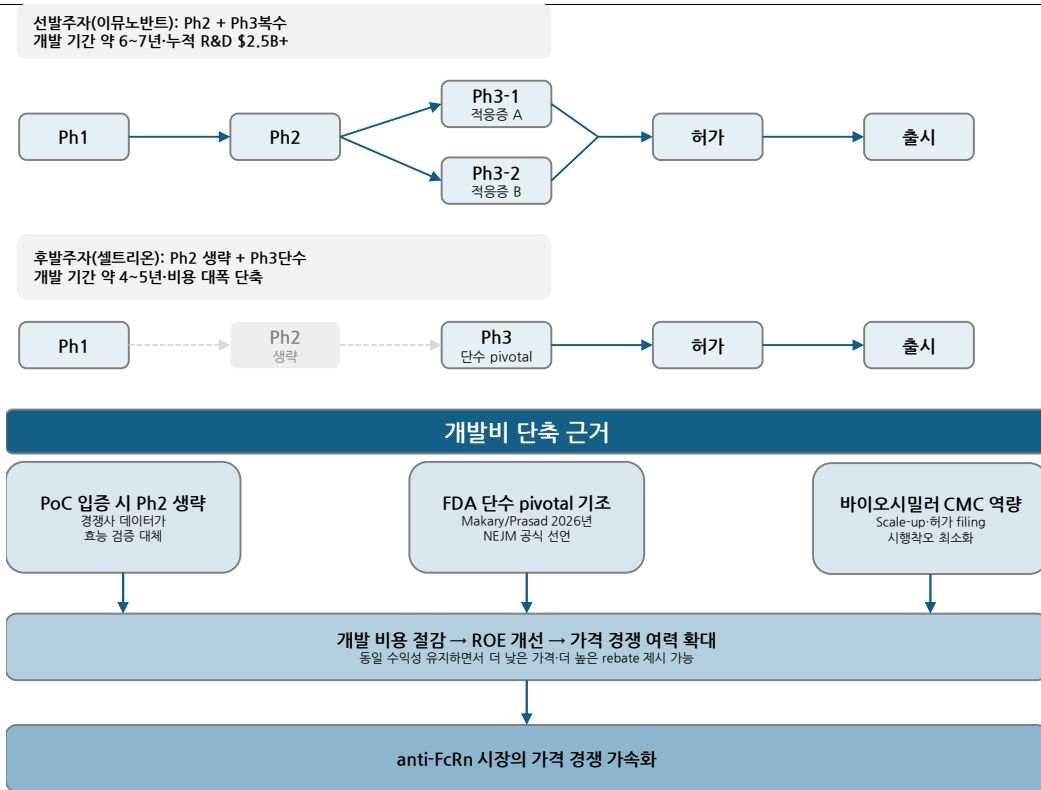 선발주자(이뮤노반트): Ph2 + Ph3복수
개발 기간 약 6~7년·누적 R&D $2.5B+
Ph1
Ph2
Ph3-1
적응증 A
Ph3-2
적응증 B
허가
출시
후발주자(셀트리온): Ph2 생략 + Ph3단수
개발 기간 약 4~5년·비용 대폭 단축
Ph1
Ph2
생략
Ph3
단수 pivotal
허가
출시
개발비 단축 근거
PoC 입증 시 Ph2 생략
경쟁사 데이터가
효능 검증 대체
FDA 단수 pivotal 기조
Makary/Prasad 2026년
NEJM 공식 선언
바이오시밀러 CMC 역량
Scale-up·허가 filing
시행착오 최소화
개발 비용 절감 → ROE 개선 → 가격 경쟁 여력 확대
동일 수익성 유지하면서 더 낮은 가격·더 높은 rebate 제시 가능
anti-FcRn 시장의 가격 경쟁 가속화